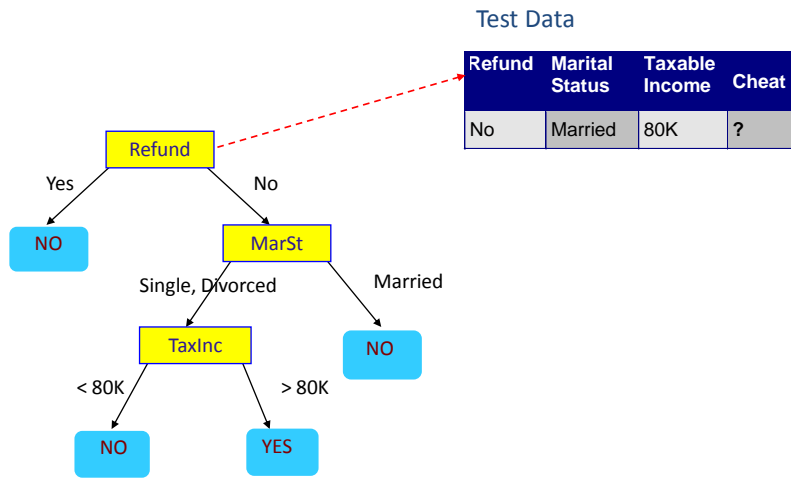 Test Data
Refund Marital Status Taxable Income Cheat
No Married 80K ?
Refund
Yes
No
NO
MarSt
Single, Divorced
Married
TaxInc
NO
< 80K
> 80K
NO
YES